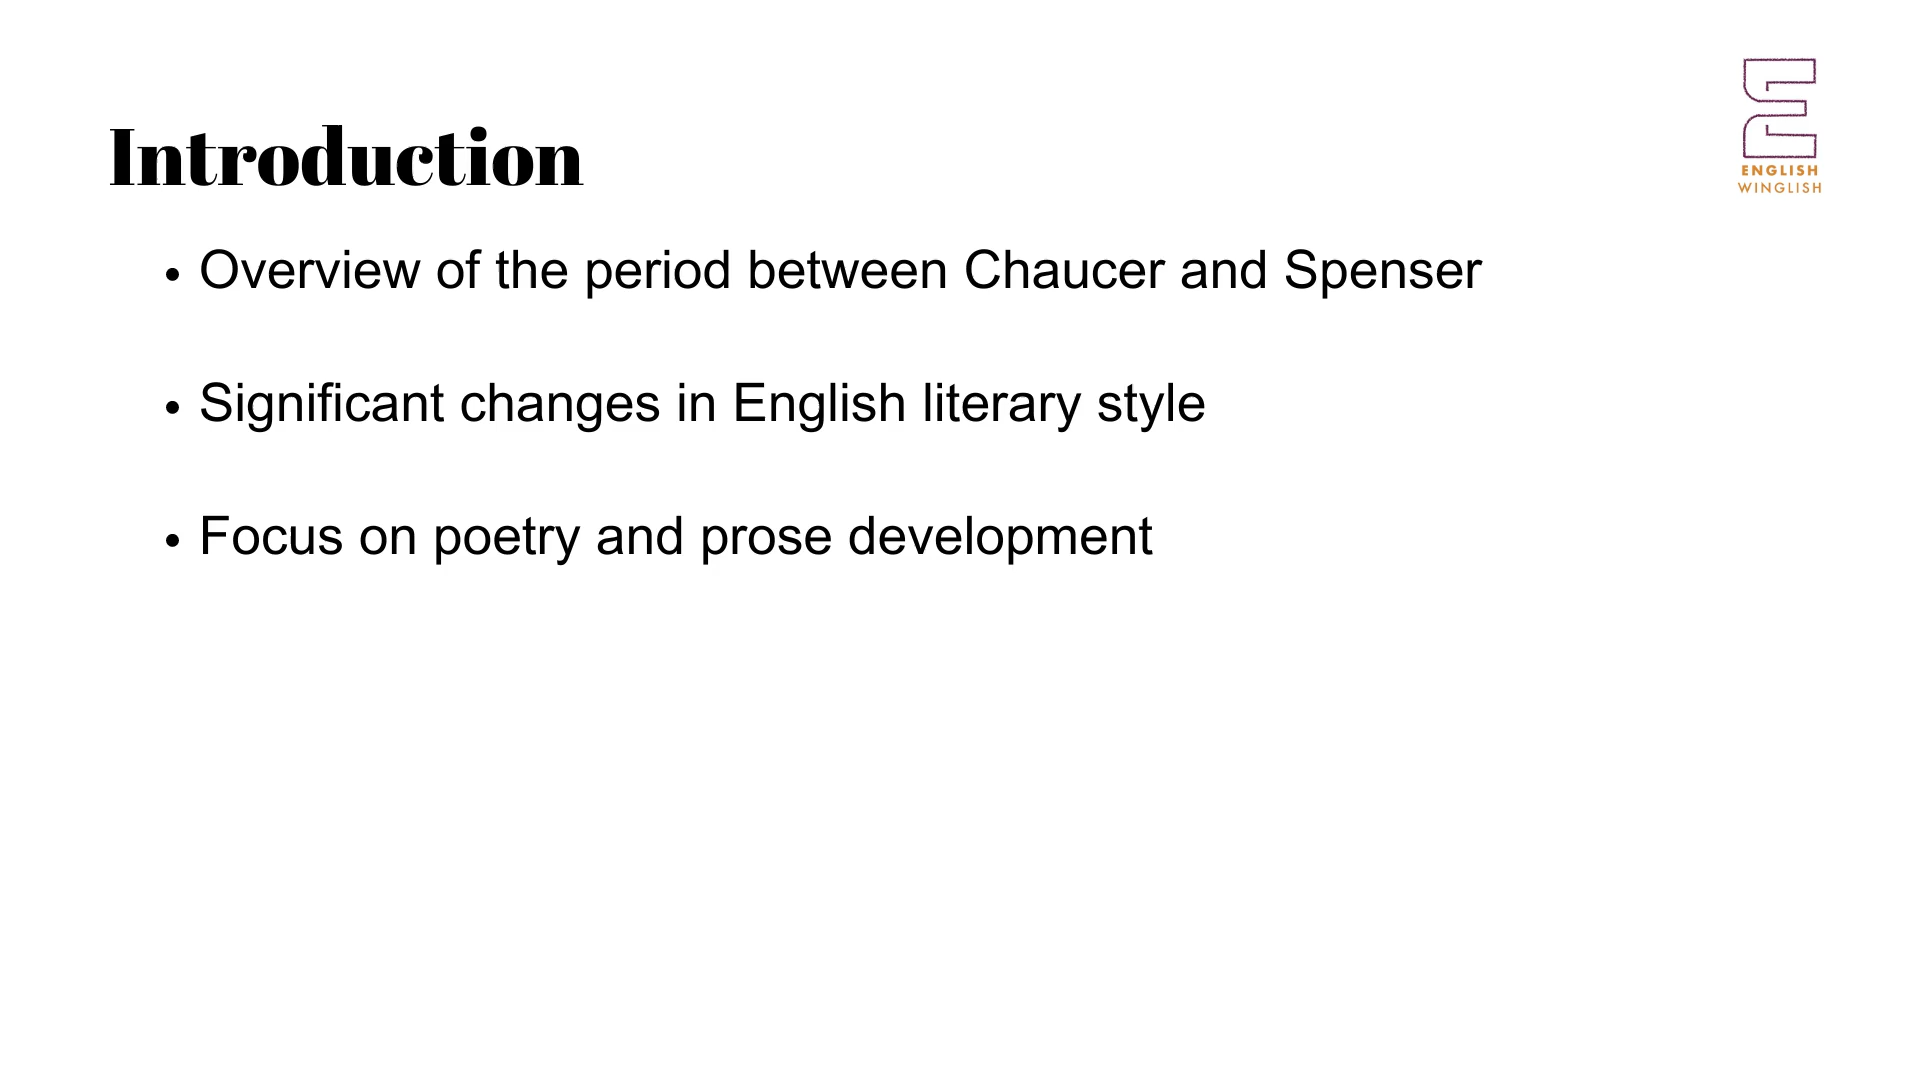 Introduction
ENGLISH
WINGLISH
• Overview of the period between Chaucer and Spenser
• Significant changes in English literary style
• Focus on poetry and prose development